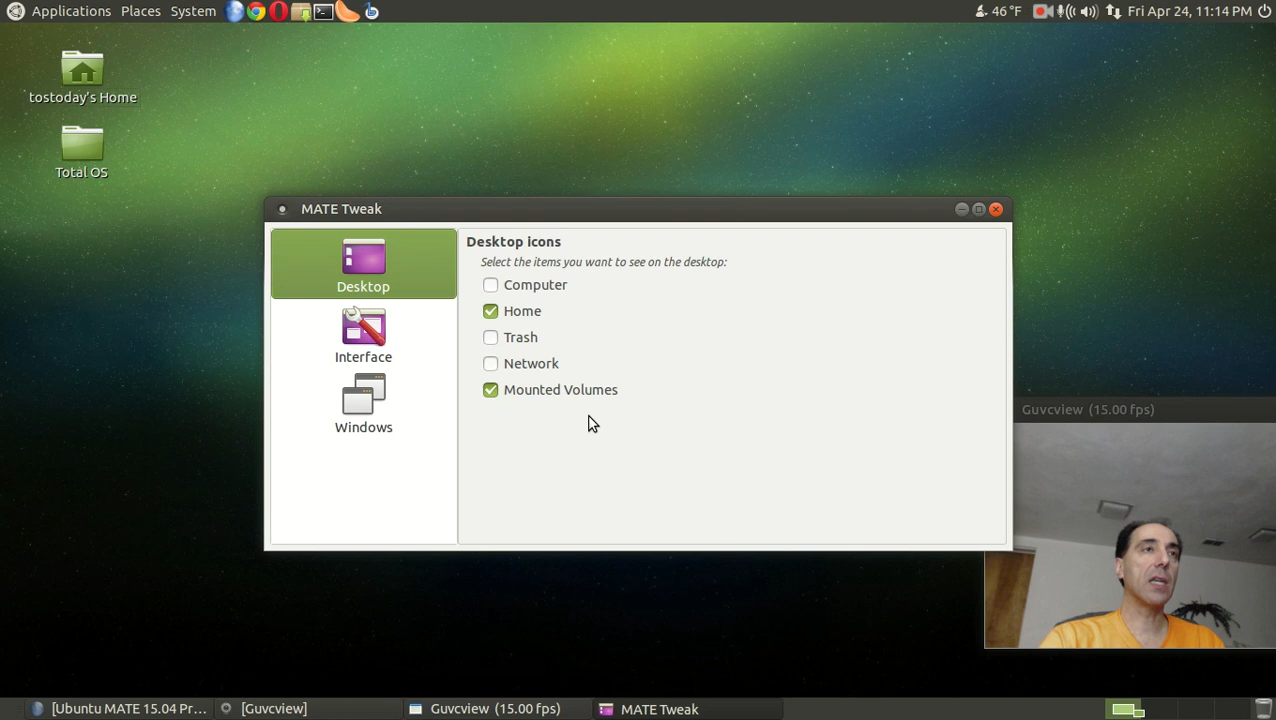 Applications Places System
46 °F
Fri Apr 24, 11:14 PM
tostoday's Home
Total OS
MATE Tweak
Desktop
Interface
Windows
Desktop icons
Select the items you want to see on the desktop:
Computer
Home
Trash
Network
Mounted Volumes
Guvcview (15.00 fps)
[Ubuntu MATE 15.04 Pr...
[Guvcview]
Guvcview (15.00 fps)
MATE Tweak